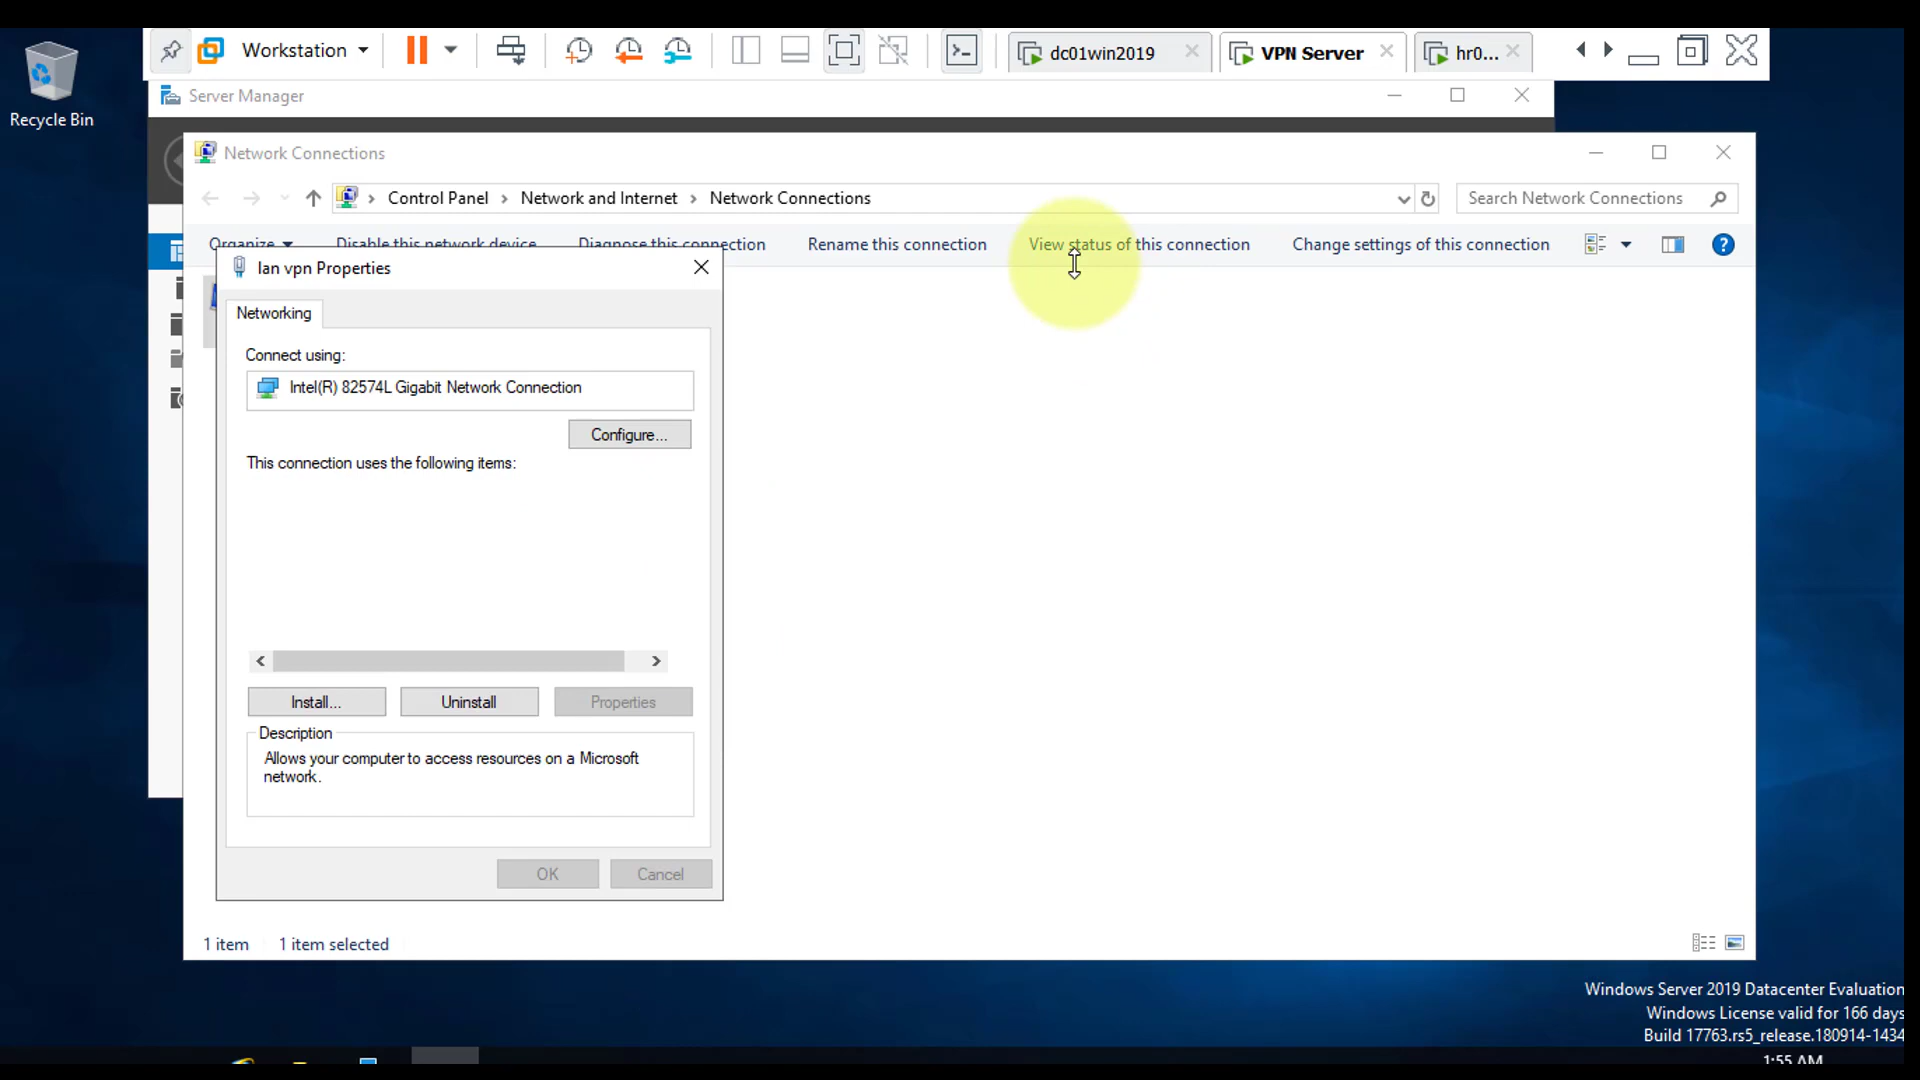 Recycle Bin
Workstation
dc01win2019
VPN Server
hr0...
Server Manager
Network Connections
Control Panel
Network and Internet
Network Connections
Search Network Connections
Organize
Disable this network device
Diagnose this connection
Rename this connection
View status of this connection
Change settings of this connection
lan vpn Properties
Networking
Connect using:
Intel(R) 82574L Gigabit Network Connection
Configure...
This connection uses the following items:
Install...
Uninstall
Properties
Description
Allows your computer to access resources on a Microsoft
network.
OK
Cancel
1 item
1 item selected
Windows Server 2019 Datacenter Evaluation
Windows License valid for 166 days
Build 17763.rs5_release.180914-1434
1:55 AM